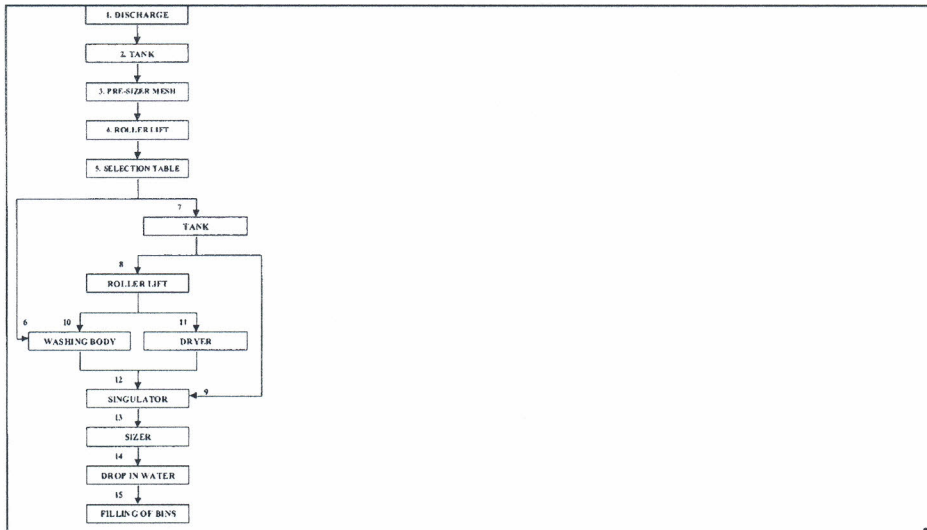 1. DISCHARGE
2. TANK
3. PRE-SIZER MESH
4. ROLLER LIFT
5. SELECTION TABLE
7
TANK
8
ROLLER LIFT
6
10
11
WASHING BODY
DRYER
12
9
SINGULATOR
13
SIZER
14
DROP IN WATER
15
FILLING OF BINS